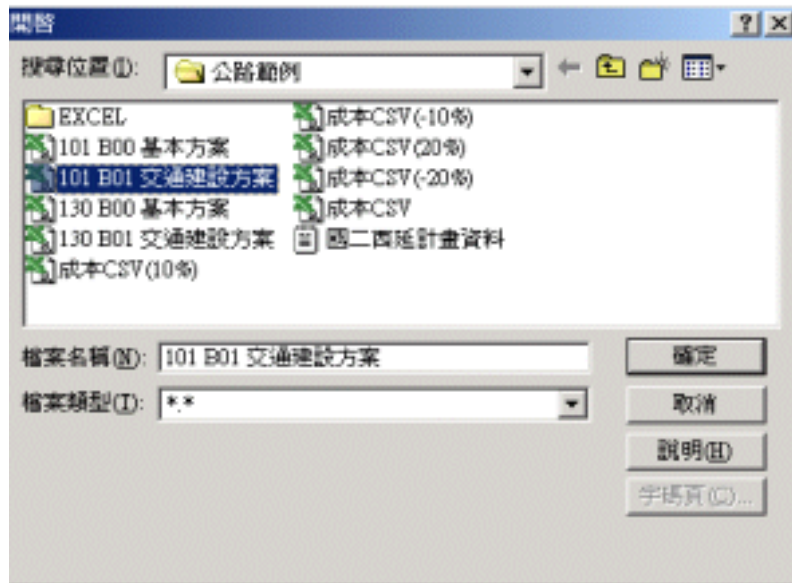 開啓
搜尋位置(I): 公路範例
EXCEL
101 B00 基本方案
101 B01 交通建設方案
130 B00 基本方案
130 B01 交通建設方案
成本CSV(10%)
成本CSV(-10%)
成本CSV(20%)
成本CSV(-20%)
成本CSV
國二西延計畫資料
檔案名稱(N): 101 B01 交通建設方案
確定
檔案類型(T): *.*
取消
說明(H)
字碼頁(C)...